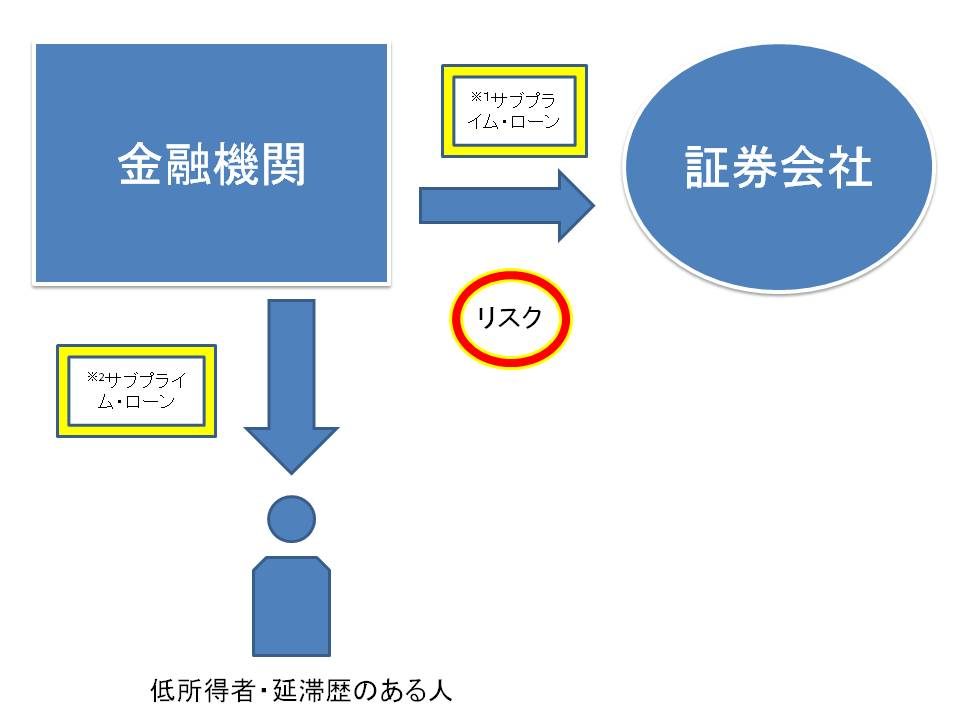 金融機関
※1サブプラ
イム・ローン
証券会社
リスク
※2サブプライ
ム・ローン
低所得者・延滞歴のある人